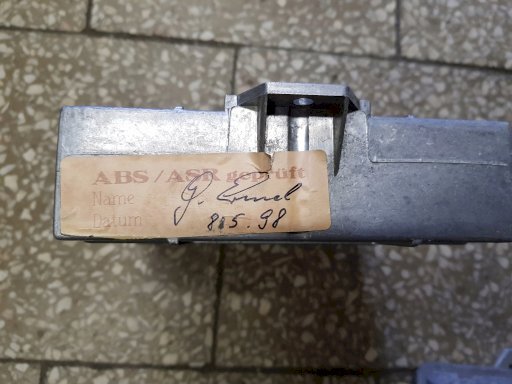 ABS / ASR geprüft
Name
Datum 8.5.98